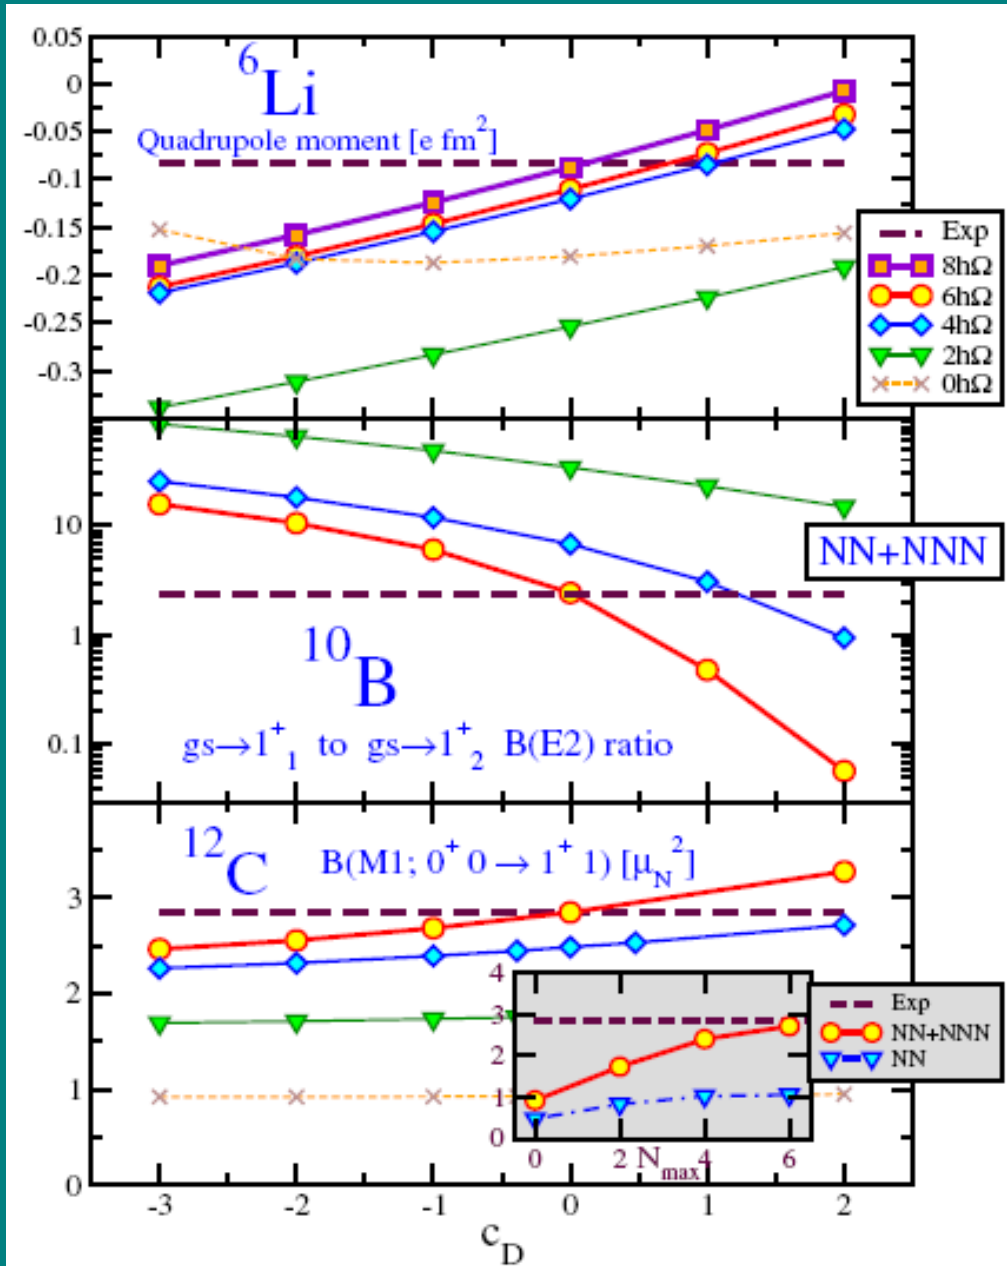 0.05
0
-0.05
-0.1
-0.15
-0.2
-0.25
-0.3
⁶Li
Quadrupole moment [e fm²]
Exp
8hΩ
6hΩ
4hΩ
2hΩ
0hΩ
10
1
0.1
NN+NNN
¹⁰B
gs→1⁺₁ to gs→1⁺₂ B(E2) ratio
3
2
1
0
¹²C
B(M1; 0⁺ 0 → 1⁺ 1) [μ_N²]
4
3
2
1
0
0 2 N_max 4 6
Exp
NN+NNN
NN
-3 -2 -1 0 1 2
c_D